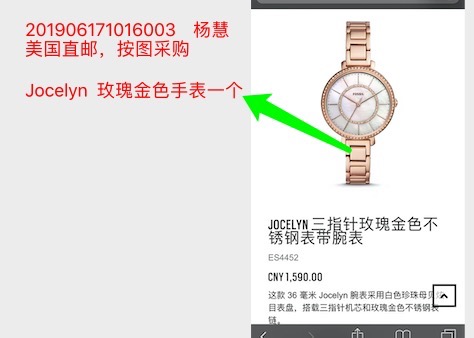 201906171016003 杨慧
美国直邮，按图采购
Jocelyn 玫瑰金色手表一个
FOSSIL
JOCELYN 三指针玫瑰金色不
锈钢表带腕表
ES4452
CNY 1,590.00
这款 36 毫米 Jocelyn 腕表采用白色珍珠母贝
目表盘，搭载三指针机芯和玫瑰金色不锈钢表
链。